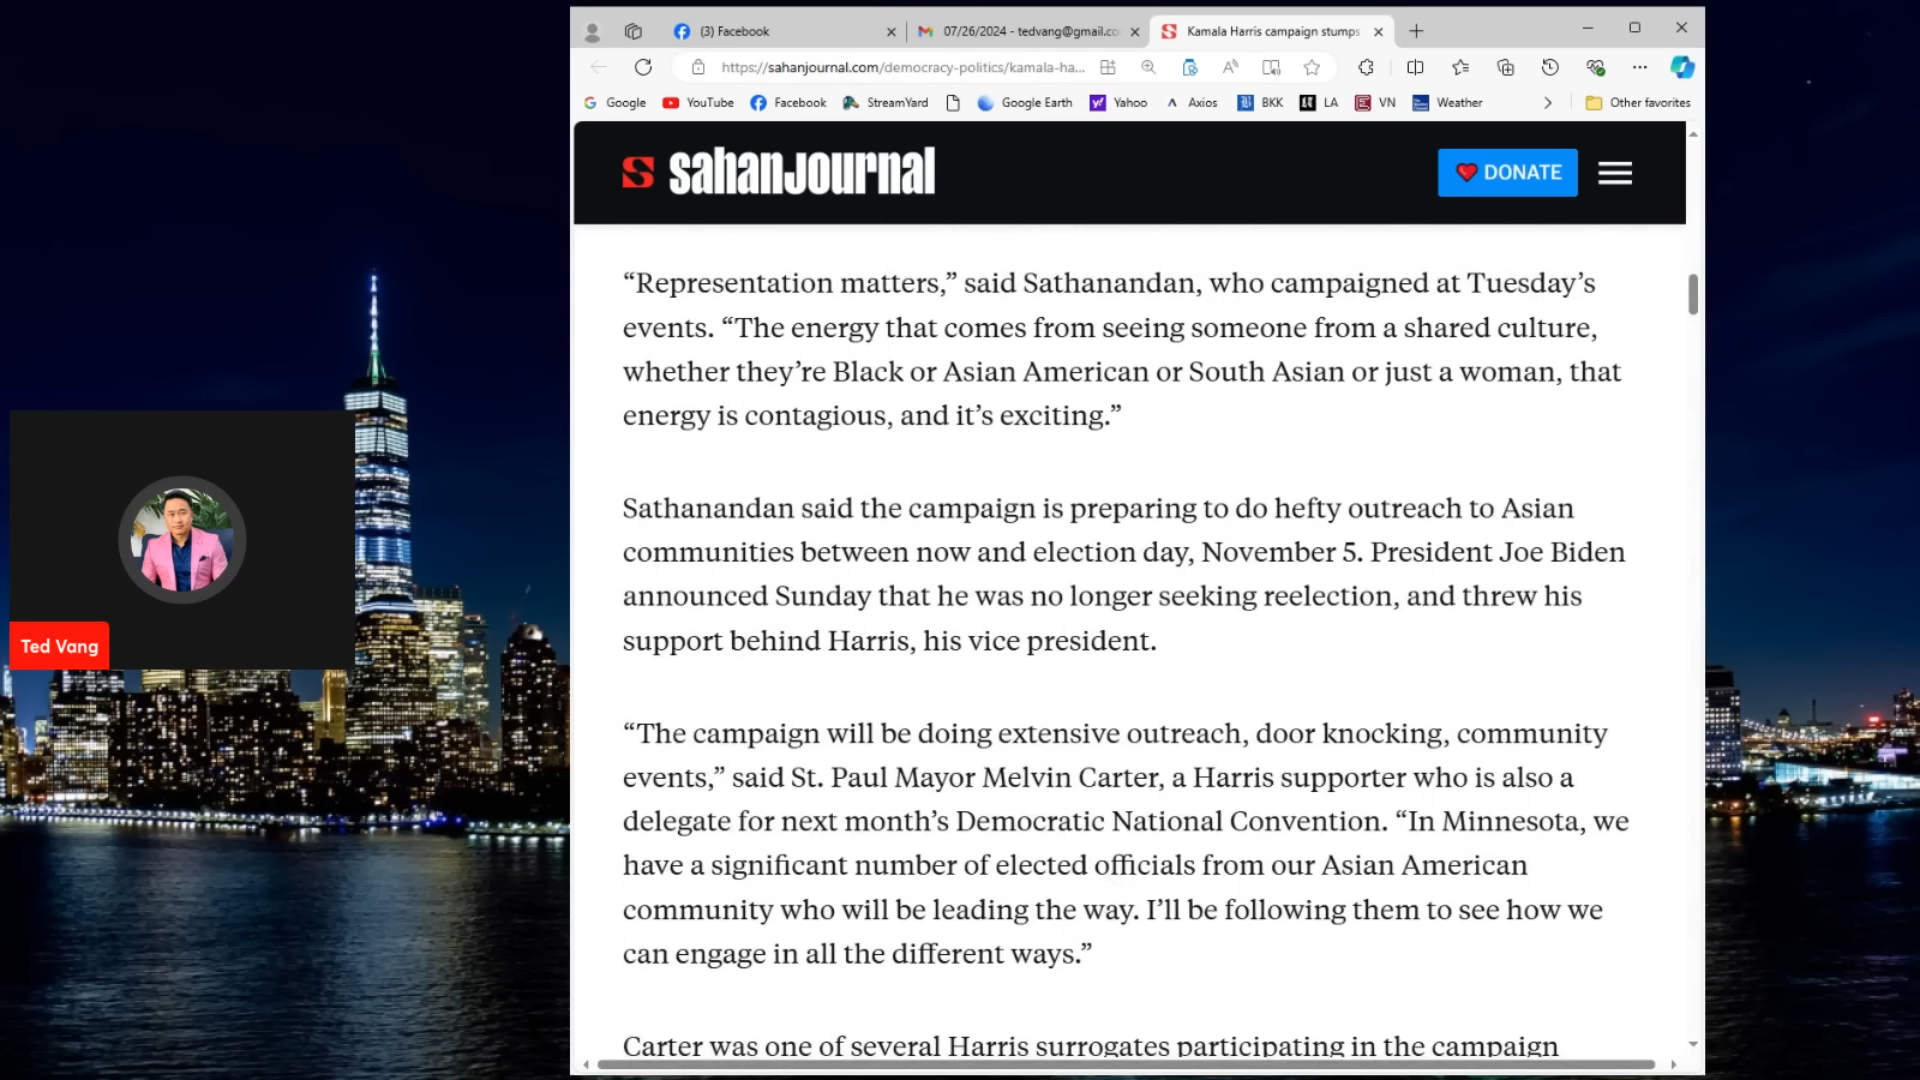 (3) Facebook
07/26/2024 - tedvang@gmail.co
Kamala Harris campaign stumps
https://sahanjournal.com/democracy-politics/kamala-ha...
Google
YouTube
Facebook
StreamYard
Google Earth
Yahoo
Axios
BKK
LA
VN
Weather
Other favorites
sahanjournal
DONATE
“Representation matters,” said Sathanandan, who campaigned at Tuesday’s
events. “The energy that comes from seeing someone from a shared culture,
whether they’re Black or Asian American or South Asian or just a woman, that
energy is contagious, and it’s exciting.”
Sathanandan said the campaign is preparing to do hefty outreach to Asian
communities between now and election day, November 5. President Joe Biden
announced Sunday that he was no longer seeking reelection, and threw his
support behind Harris, his vice president.
“The campaign will be doing extensive outreach, door knocking, community
events,” said St. Paul Mayor Melvin Carter, a Harris supporter who is also a
delegate for next month’s Democratic National Convention. “In Minnesota, we
have a significant number of elected officials from our Asian American
community who will be leading the way. I’ll be following them to see how we
can engage in all the different ways.”
Carter was one of several Harris surrogates participating in the campaign
Ted Vang